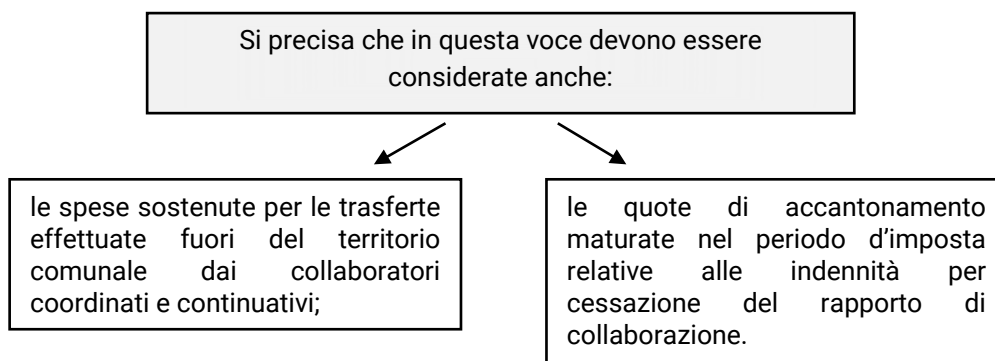 Si precisa che in questa voce devono essere
considerate anche:
le spese sostenute per le trasferte
effettuate fuori del territorio
comunale dai collaboratori
coordinati e continuativi;
le quote di accantonamento
maturate nel periodo d’imposta
relative alle indennità per
cessazione del rapporto di
collaborazione.